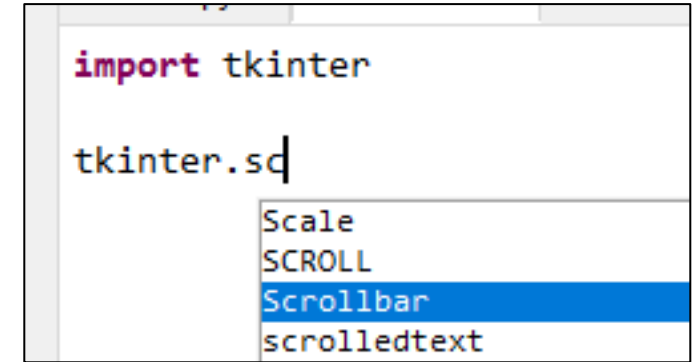 import tkinter
tkinter.sc
Scale
SCROLL
Scrollbar
scrolledtext